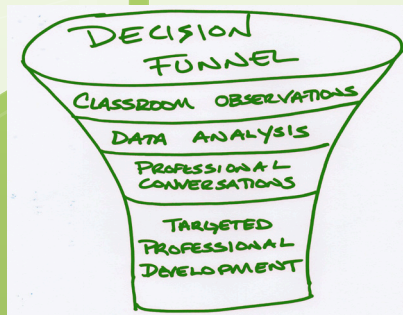 DECISION
FUNNEL
CLASSROOM OBSERVATIONS
DATA ANALYSIS
PROFESSIONAL
CONVERSATIONS
TARGETED
PROFESSIONAL
DEVELOPMENT